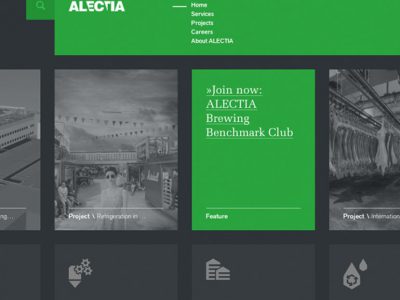 ALECTIA
Home
Services
Projects
Careers
About ALECTIA
»Join now:
ALECTIA
Brewing
Benchmark Club
ng...
Project \ Refrigeration in ...
Feature
Project \ Internation